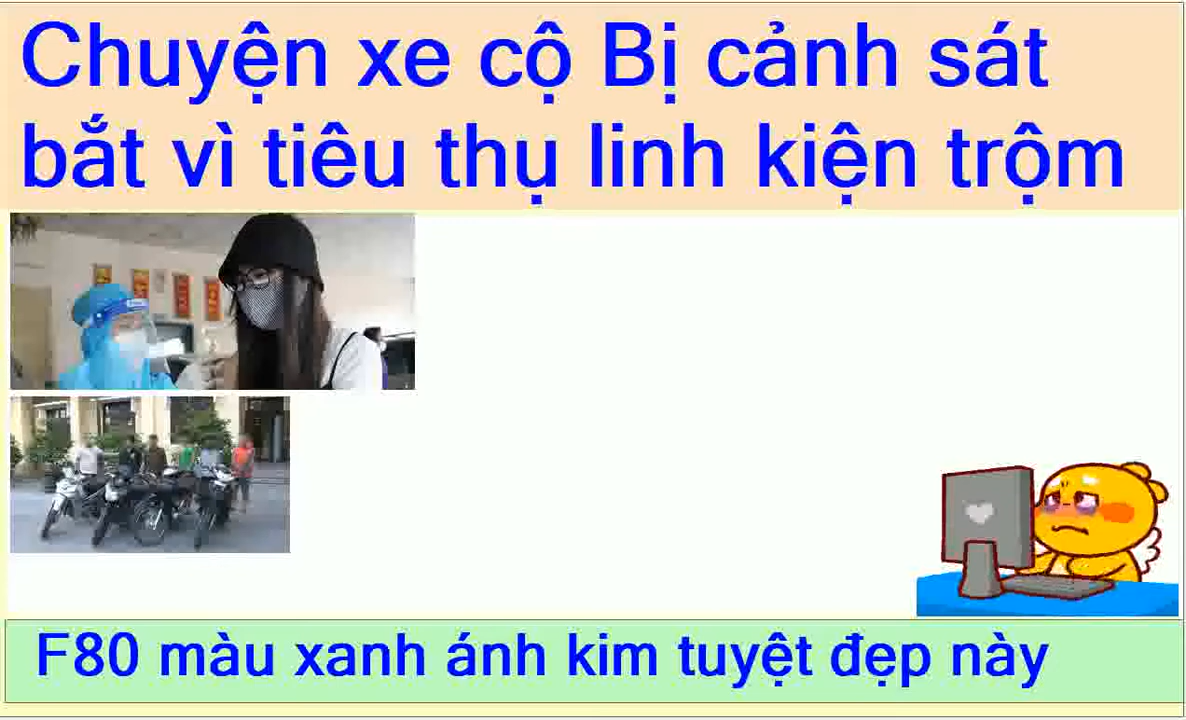 Chuyện xe cộ Bị cảnh sát
bắt vì tiêu thụ linh kiện trộm
F80 màu xanh ánh kim tuyệt đẹp này